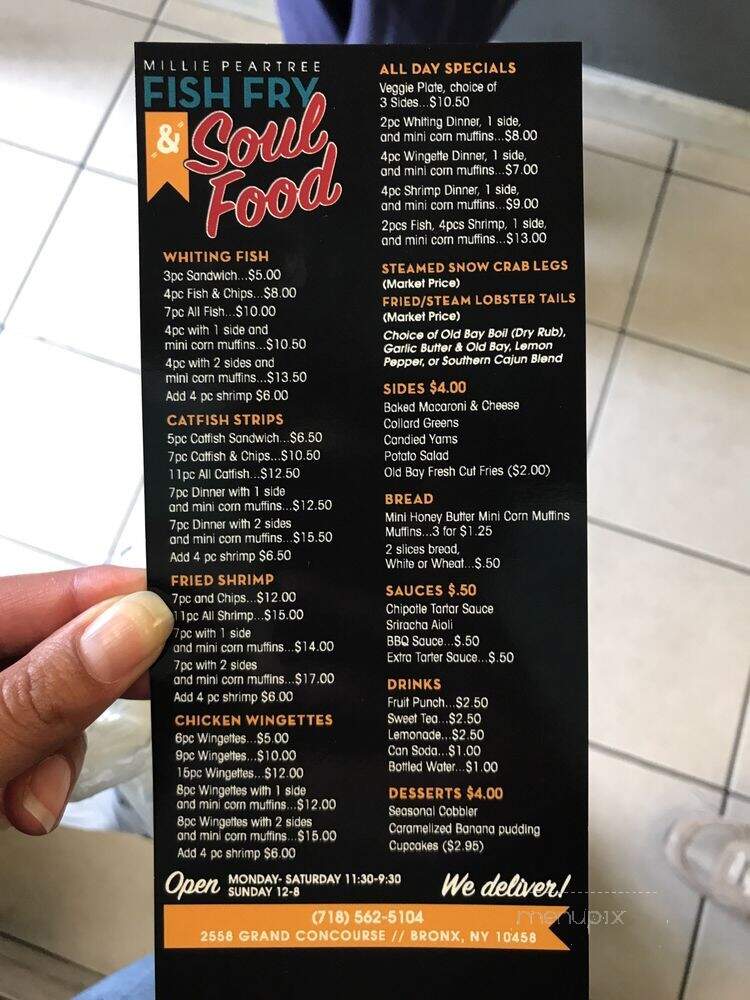 MILLIE PEARTREE
FISH FRY
"&"
Soul
Food
WHITING FISH
3pc Sandwich...$5.00
4pc Fish & Chips...$8.00
7pc All Fish...$10.00
4pc with 1 side and
mini corn muffins...$10.50
4pc with 2 sides and
mini corn muffins...$13.50
Add 4 pc shrimp $6.00
CATFISH STRIPS
5pc Catfish Sandwich...$6.50
7pc Catfish & Chips...$10.50
11pc All Catfish...$12.50
7pc Dinner with 1 side
and mini corn muffins...$12.50
7pc Dinner with 2 sides
and mini corn muffins...$15.50
Add 4 pc shrimp $6.50
FRIED SHRIMP
7pc and Chips...$12.00
11pc All Shrimp...$15.00
7pc with 1 side
and mini corn muffins...$14.00
7pc with 2 sides
and mini corn muffins...$17.00
Add 4 pc shrimp $6.00
CHICKEN WINGETTES
6pc Wingettes...$5.00
9pc Wingettes...$10.00
15pc Wingettes...$12.00
8pc Wingettes with 1 side
and mini corn muffins...$12.00
8pc Wingettes with 2 sides
and mini corn muffins...$15.00
Add 4 pc shrimp $6.00
ALL DAY SPECIALS
Veggie Plate, choice of
3 Sides...$10.50
2pc Whiting Dinner, 1 side,
and mini corn muffins...$8.00
4pc Wingette Dinner, 1 side,
and mini corn muffins...$7.00
4pc Shrimp Dinner, 1 side,
and mini corn muffins...$9.00
2pcs Fish, 4pcs Shrimp, 1 side,
and mini corn muffins...$13.00
STEAMED SNOW CRAB LEGS
(Market Price)
FRIED/STEAM LOBSTER TAILS
(Market Price)
Choice of Old Bay Boil (Dry Rub),
Garlic Butter & Old Bay, Lemon
Pepper, or Southern Cajun Blend
SIDES $4.00
Baked Macaroni & Cheese
Collard Greens
Candied Yams
Potato Salad
Old Bay Fresh Cut Fries ($2.00)
BREAD
Mini Honey Butter Mini Corn Muffins
Muffins...3 for $1.25
2 slices bread,
White or Wheat...$.50
SAUCES $.50
Chipotle Tartar Sauce
Sriracha Aioli
BBQ Sauce...$.50
Extra Tarter Sauce...$.50
DRINKS
Fruit Punch...$2.50
Sweet Tea...$2.50
Lemonade...$2.50
Can Soda...$1.00
Bottled Water...$1.00
DESSERTS $4.00
Seasonal Cobbler
Caramelized Banana pudding
Cupcakes ($2.95)
Open MONDAY- SATURDAY 11:30-9:30
SUNDAY 12-8
We deliver!
menupix
(718) 562-5104
2558 GRAND CONCOURSE // BRONX, NY 10458